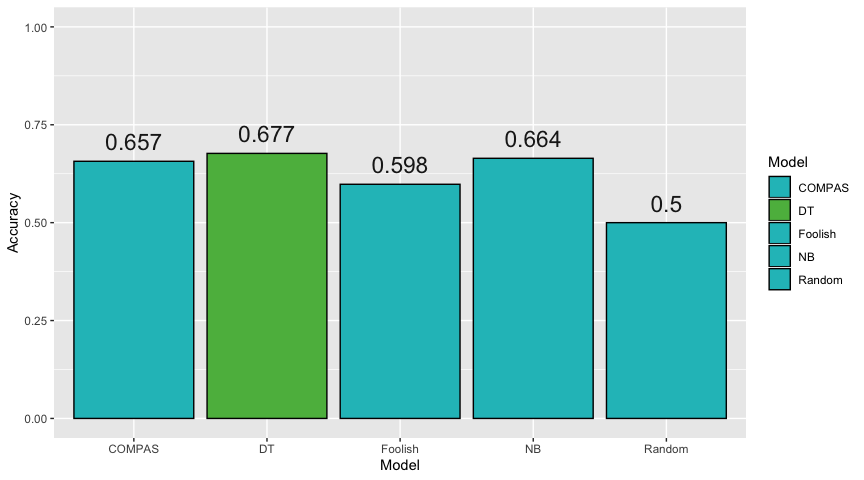 1.00
0.75
0.50
0.25
0.00
Accuracy
0.657
0.677
0.598
0.664
0.5
COMPAS
DT
Foolish
NB
Random
Model
Model
COMPAS
DT
Foolish
NB
Random